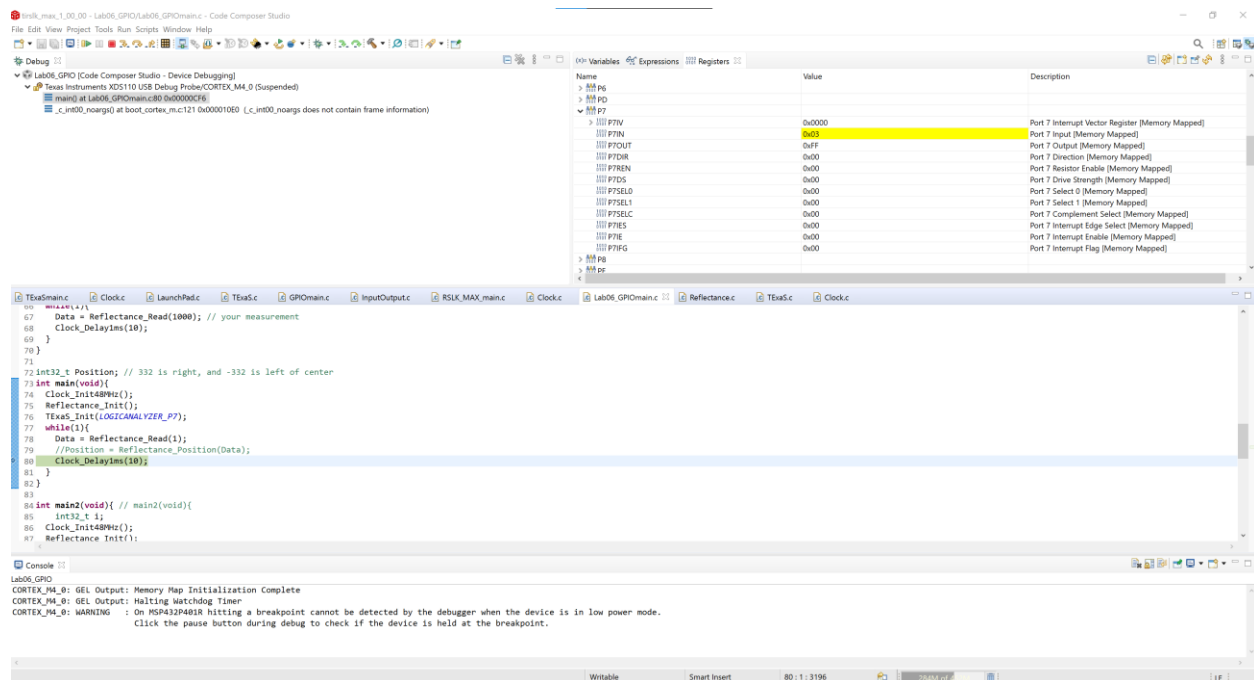 tirslk_max_1_00_00 - Lab06_GPIO/Lab06_GPIOmain.c - Code Composer Studio
File Edit View Project Tools Run Scripts Window Help
Debug
Lab06_GPIO [Code Composer Studio - Device Debugging]
Texas Instruments XDS110 USB Debug Probe/CORTEX_M4_0 (Suspended)
main() at Lab06_GPIOmain.c:80 0x00000CF6
_c_int00_noargs() at boot_cortex_m.c:121 0x000010E0 (_c_int00_noargs does not contain frame information)
(x)= Variables Expressions Registers
Name Value Description
P6
PD
P7
P7IV 0x0000 Port 7 Interrupt Vector Register [Memory Mapped]
P7IN 0x03 Port 7 Input [Memory Mapped]
P7OUT 0xFF Port 7 Output [Memory Mapped]
P7DIR 0x00 Port 7 Direction [Memory Mapped]
P7REN 0x00 Port 7 Resistor Enable [Memory Mapped]
P7DS 0x00 Port 7 Drive Strength [Memory Mapped]
P7SEL0 0x00 Port 7 Select 0 [Memory Mapped]
P7SEL1 0x00 Port 7 Select 1 [Memory Mapped]
P7SELC 0x00 Port 7 Complement Select [Memory Mapped]
P7IES 0x00 Port 7 Interrupt Edge Select [Memory Mapped]
P7IE 0x00 Port 7 Interrupt Enable [Memory Mapped]
P7IFG 0x00 Port 7 Interrupt Flag [Memory Mapped]
P8
PE
TExaSmain.c Clock.c LaunchPad.c TExaS.c GPIOmain.c InputOutput.c RSLK_MAX_main.c Clock.c Lab06_GPIOmain.c Reflectance.c TExaS.c Clock.c
66 while(1){
67 Data = Reflectance_Read(1000); // your measurement
68 Clock_Delay1ms(10);
69 }
70 }
71
72 int32_t Position; // 332 is right, and -332 is left of center
73 int main(void){
74 Clock_Init48MHz();
75 Reflectance_Init();
76 TExaS_Init(LOGICANALYZER_P7);
77 while(1){
78 Data = Reflectance_Read(1);
79 //Position = Reflectance_Position(Data);
80 Clock_Delay1ms(10);
81 }
82 }
83
84 int main2(void){ // main2(void){
85 int32_t i;
86 Clock_Init48MHz();
87 Reflectance_Init();
Console
Lab06_GPIO
CORTEX_M4_0: GEL Output: Memory Map Initialization Complete
CORTEX_M4_0: GEL Output: Halting Watchdog Timer
CORTEX_M4_0: WARNING : On MSP432P401R hitting a breakpoint cannot be detected by the debugger when the device is in low power mode.
Click the pause button during debug to check if the device is held at the breakpoint.
Writable Smart Insert 80 : 1 : 3196 LF